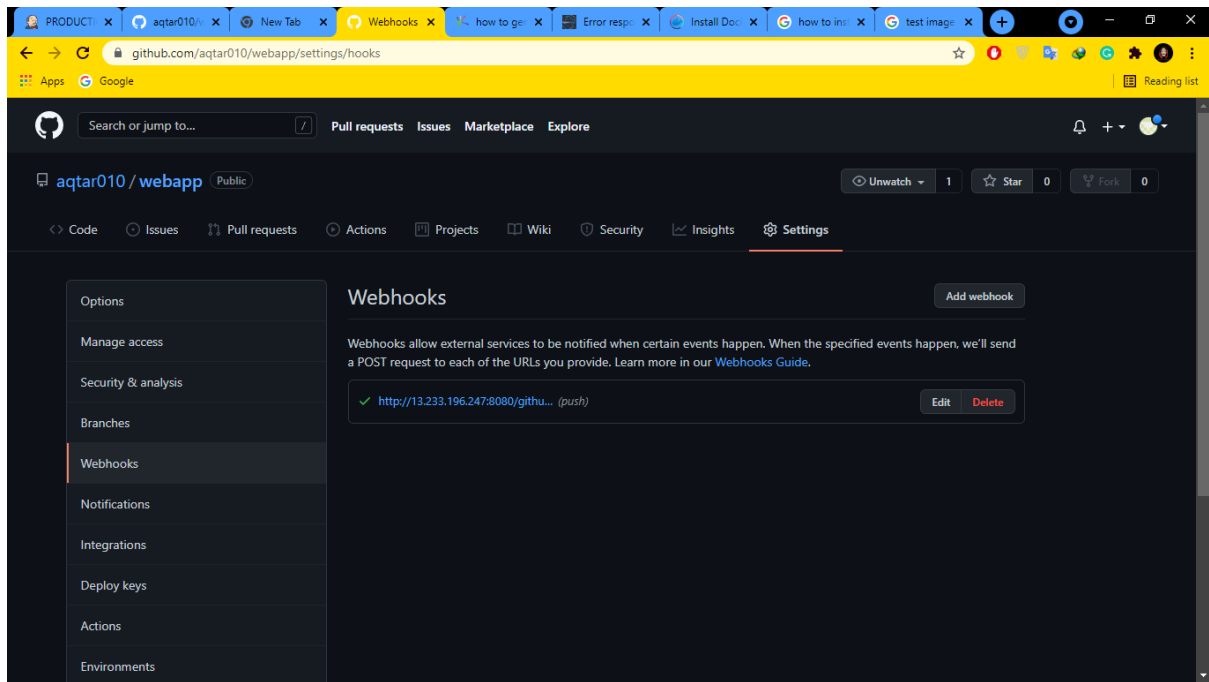 PRODUCTI aqtar010/v New Tab Webhooks how to ge Error respo Install Doc how to ins test image
github.com/aqtar010/webapp/settings/hooks
Apps Google Reading list
Search or jump to... / Pull requests Issues Marketplace Explore
aqtar010 / webapp Public Unwatch 1 Star 0 Fork 0
Code Issues Pull requests Actions Projects Wiki Security Insights Settings
Options
Manage access
Security & analysis
Branches
Webhooks
Notifications
Integrations
Deploy keys
Actions
Environments
Webhooks Add webhook
Webhooks allow external services to be notified when certain events happen. When the specified events happen, we'll send
a POST request to each of the URLs you provide. Learn more in our Webhooks Guide.
http://13.233.196.247:8080/githu... (push) Edit Delete